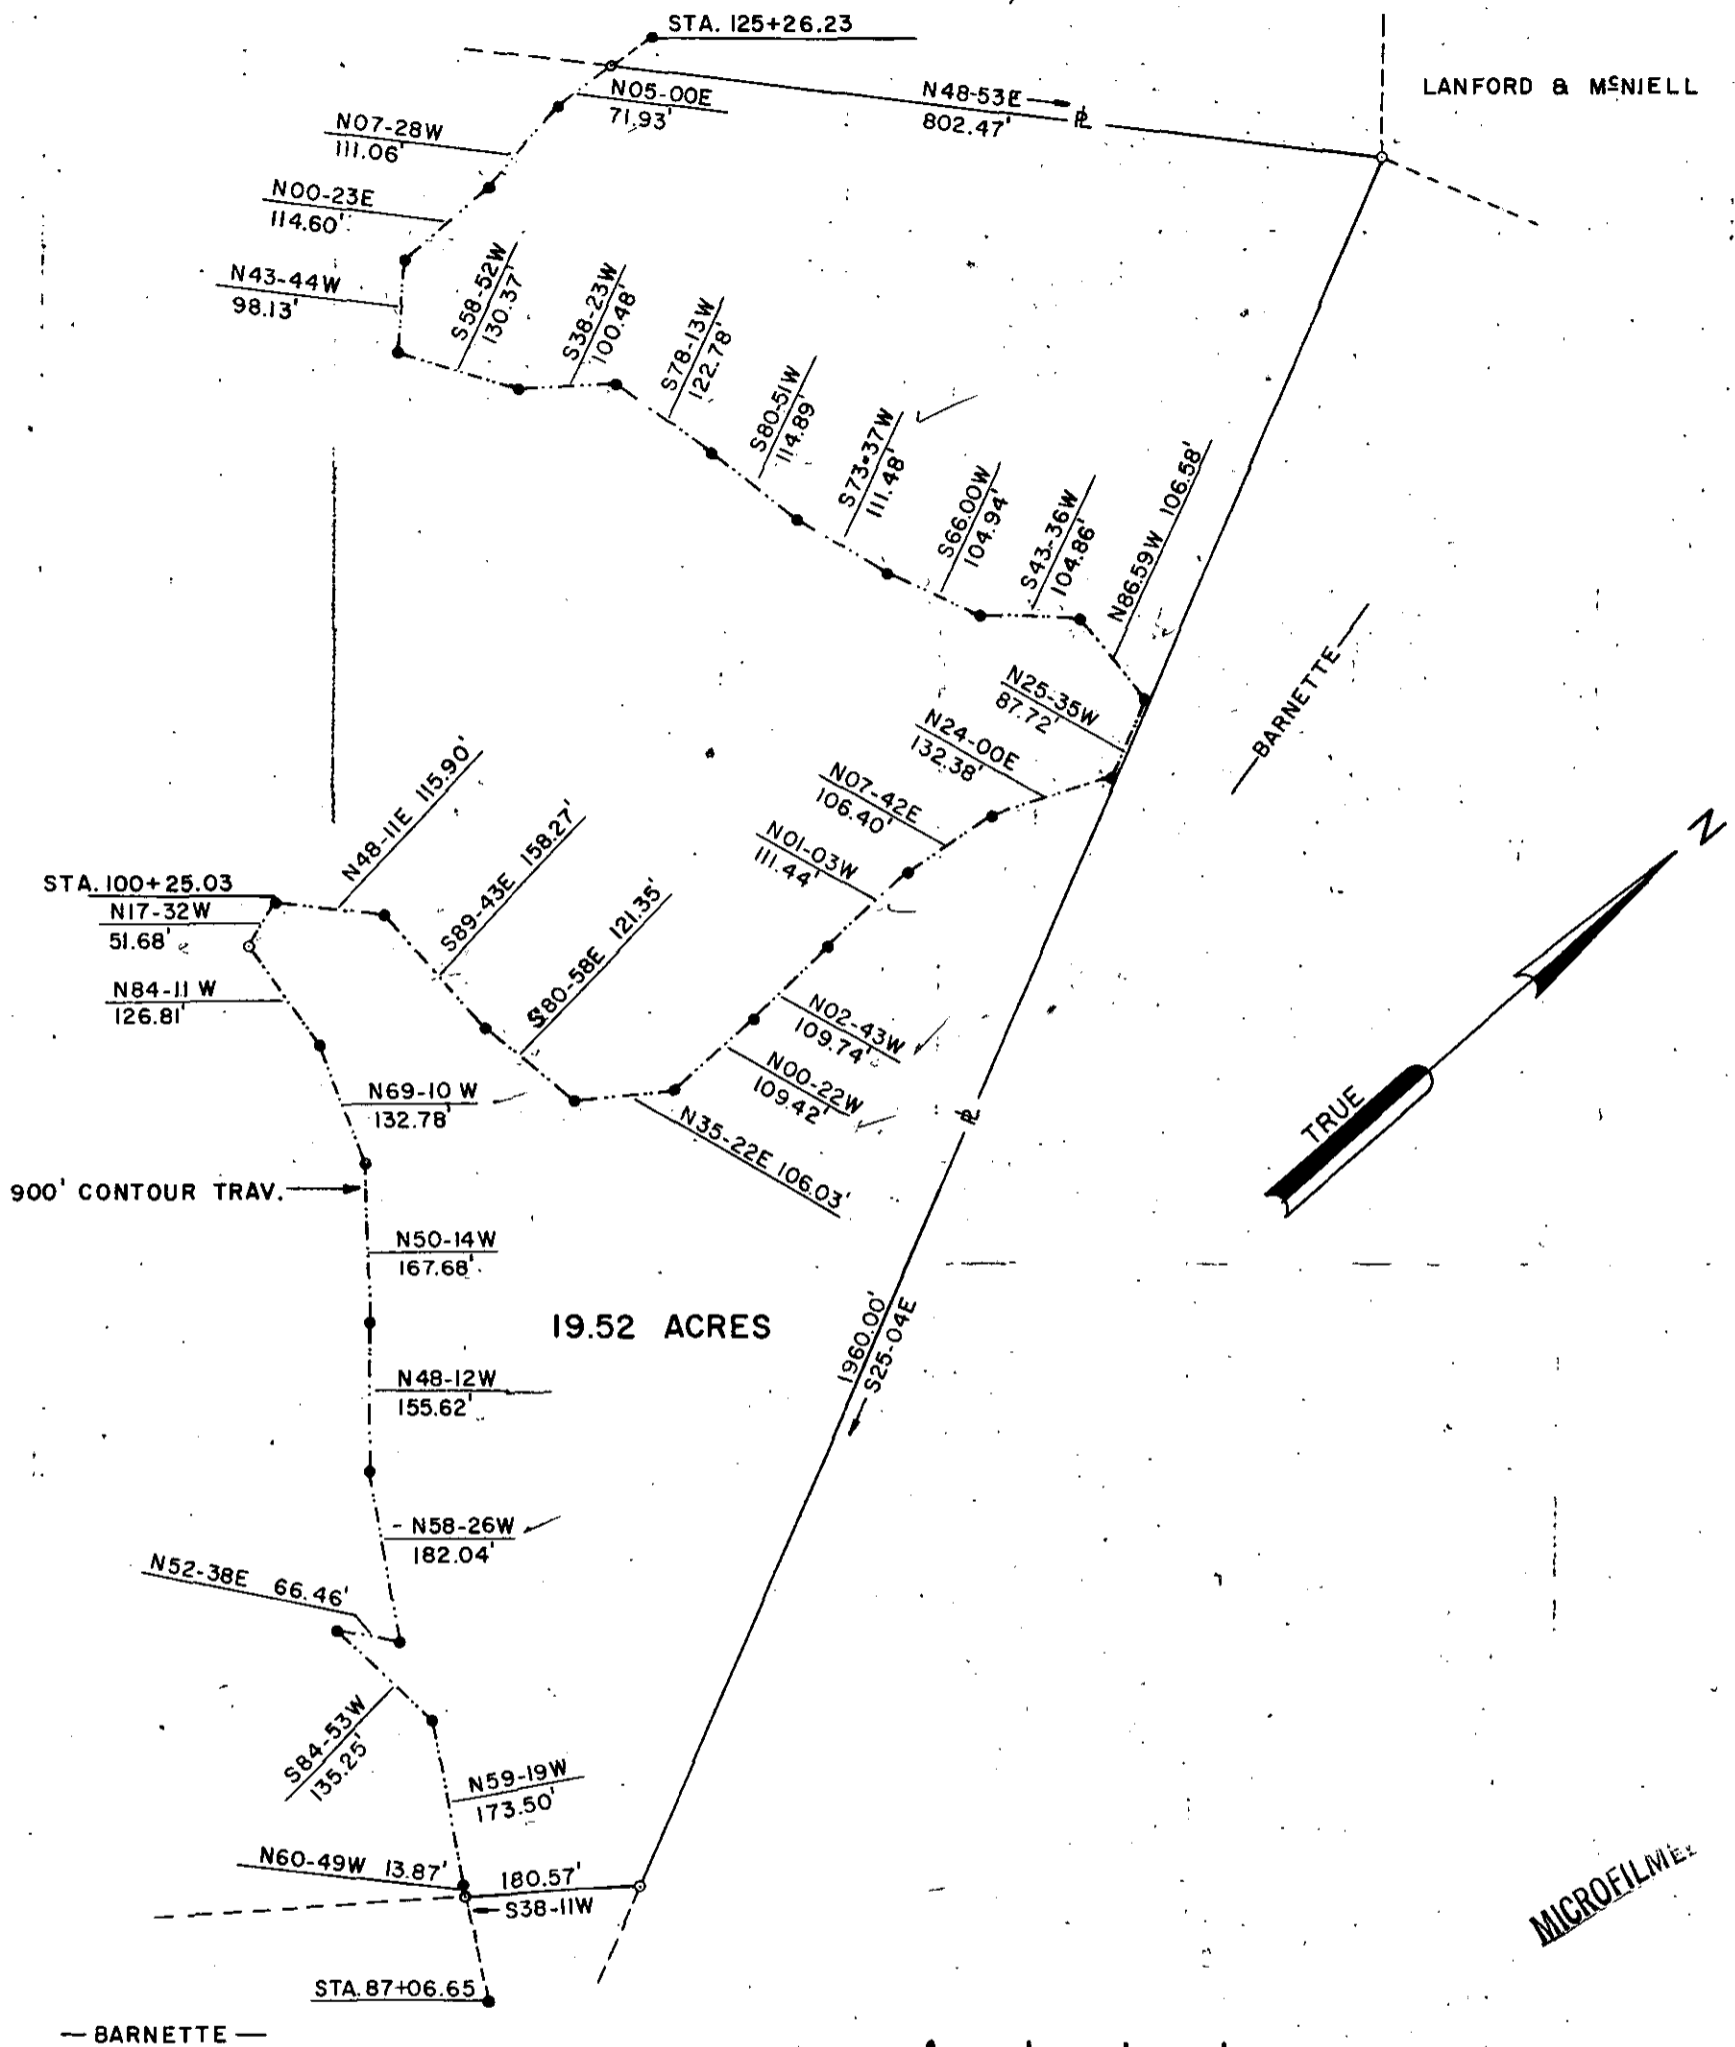 STA. 125+26.23
LANFORD & McNIELL
N48-53E
802.47'
PL
N05-00E
71.93'
N07-28W
111.06'
N00-23E
114.60'
N43-44W
98.13'
S58-52W
130.37'
S38-23W
100.48'
S78-13W
122.78'
S80-51W
114.89'
S73-37W
111.48'
S66.00W
104.94'
S43-36W
104.86'
N86.59W 106.58'
N25-35W
87.72'
N24-00E
132.38'
N07-42E
106.40'
N01-03W
111.44'
BARNETTE
N
TRUE
N48-11E 115.90'
S89-43E 158.27'
S80-58E 121.35'
STA. 100+25.03
N17-32W
51.68'
N84-11 W
126.81'
N02-43W
109.74'
N00-22W
109.42'
N35-22E 106.03'
N69-10 W
132.78'
PL
900' CONTOUR TRAV.
N50-14W
167.68'
19.52 ACRES
1960.00'
S25-04E
N48-12W
155.62'
N58-26W
182.04'
N52-38E 66.46'
S84-53W
135.25'
N59-19W
173.50'
N60-49W 13.87'
180.57'
S38-11W
STA. 87+06.65
BARNETTE